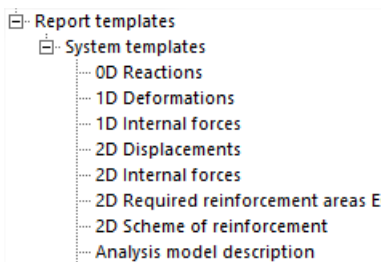 Report templates
System templates
0D Reactions
1D Deformations
1D Internal forces
2D Displacements
2D Internal forces
2D Required reinforcement areas E
2D Scheme of reinforcement
Analysis model description